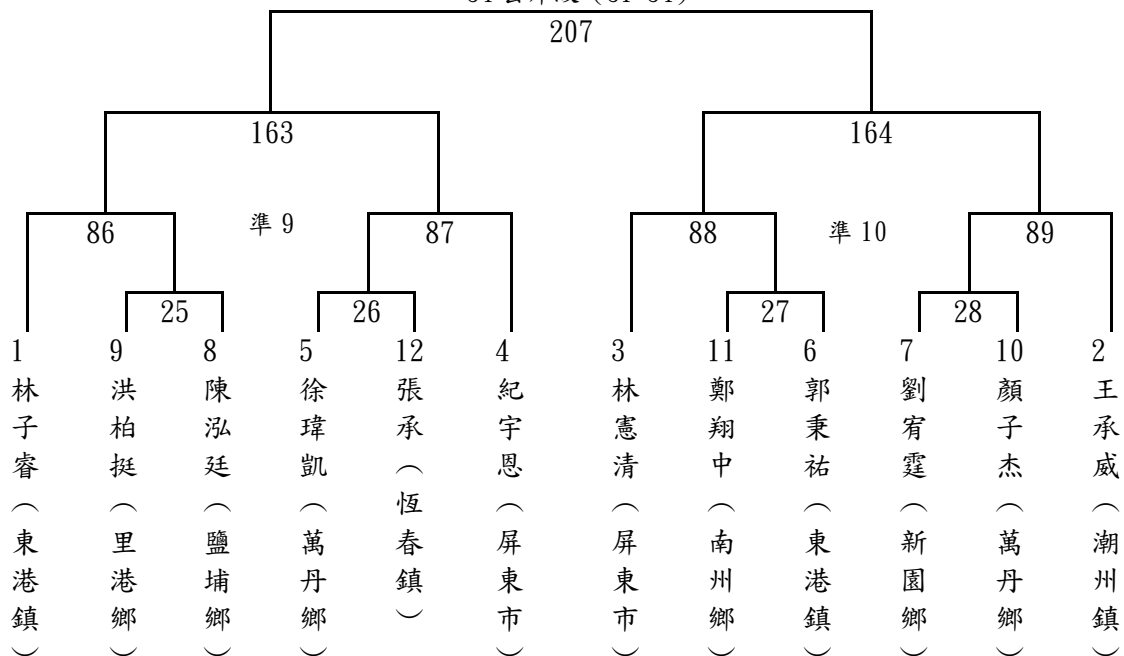 207
163
164
86
準 9
87
88
準 10
89
25
26
27
28
1
9
8
5
12
4
3
11
6
7
10
2
林子睿（東港鎮）
洪柏挺（里港鄉）
陳泓廷（鹽埔鄉）
徐瑋凱（萬丹鄉）
張承（恆春鎮）
紀宇恩（屏東市）
林憲清（屏東市）
鄭翔中（南州鄉）
郭秉祐（東港鎮）
劉宥霆（新園鄉）
顏子杰（萬丹鄉）
王承威（潮州鎮）